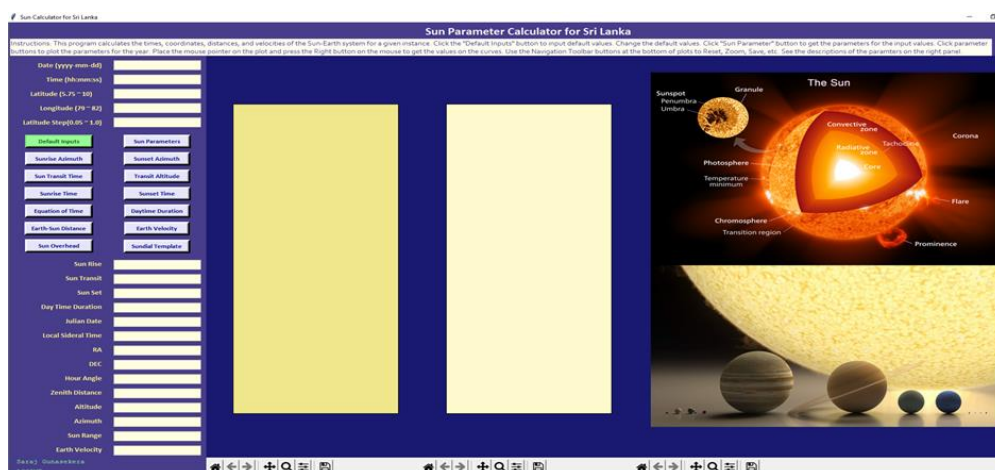 Sun Calculator for Sri Lanka
Sun Parameter Calculator for Sri Lanka
Instructions: This program calculates the times, coordinates, distances, and velocities of the Sun-Earth system for a given instance. Click the "Default Inputs" button to input default values. Change the default values. Click "Sun Parameter" button to get the parameters for the input values. Click parameter
buttons to plot the parameters for the year. Place the mouse pointer on the plot and press the Right button on the mouse to get the values on the curves. Use the Navigation Toolbar buttons at the bottom of plots to Reset, Zoom, Save, etc. See the descriptions of the paramters on the right panel.
Date (yyyy-mm-dd)
Time (hh:mm:ss)
Latitude (5.75 ~ 10)
Longitude (79 ~ 82)
Latitude Step(0.05 ~ 1.0)
Default Inputs
Sun Parameters
Sunrise Azimuth
Sunset Azimuth
Sun Transit Time
Transit Altitude
Sunrise Time
Sunset Time
Equation of Time
Daytime Duration
Earth-Sun Distance
Earth Velocity
Sun Overhead
Sundial Template
Sun Rise
Sun Transit
Sun Set
Day Time Duration
Julian Date
Local Sideral Time
RA
DEC
Hour Angle
Zenith Distance
Altitude
Azimuth
Sun Range
Earth Velocity
Saraj Gunasekera
The Sun
Sunspot
Penumbra
Umbra
Granule
Convective
zone
Radiative
zone
Tachocline
Core
Corona
Photosphere
Temperature
minimum
Flare
Chromosphere
Transition region
Prominence